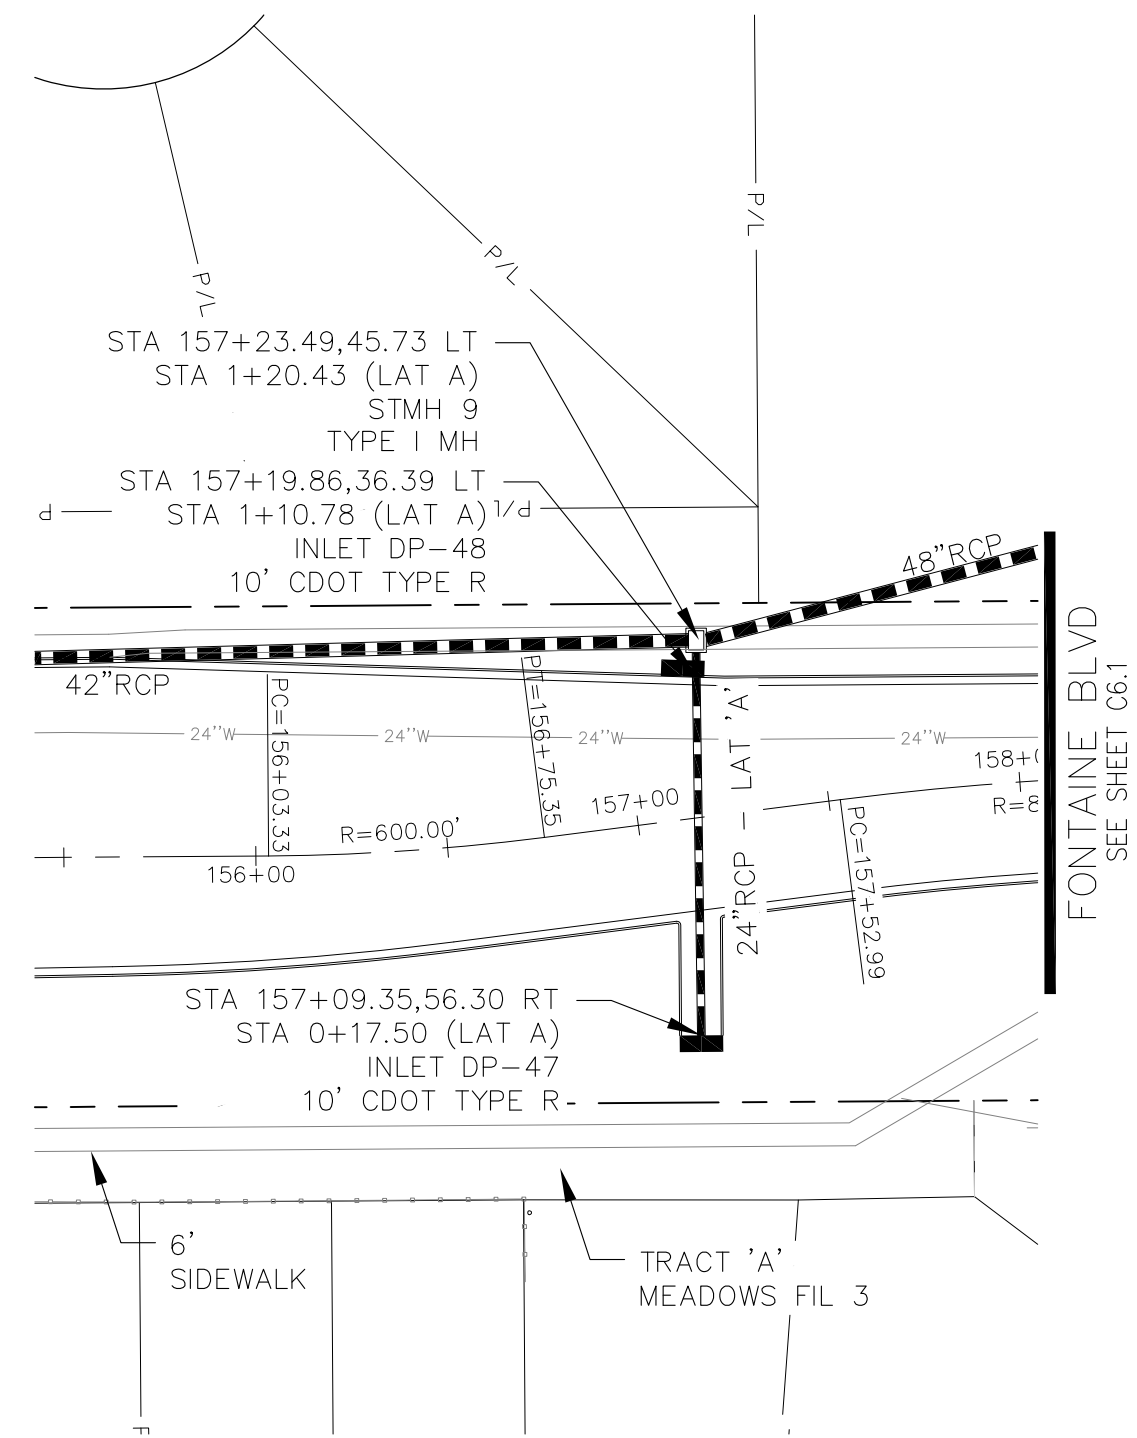 P/L
P/L
P/L
STA 157+23.49,45.73 LT
STA 1+20.43 (LAT A)
STMH 9
TYPE I MH
STA 157+19.86,36.39 LT
STA 1+10.78 (LAT A)
P/L
P
INLET DP-48
10' CDOT TYPE R
48"RCP
42"RCP
PC=156+03.33
PT=156+75.35
24"RCP - LAT 'A'
24"W
24"W
24"W
24"W
157+00
158+0
R=8
R=600.00'
156+00
PC=157+52.99
FONTAINE BLVD
SEE SHEET C6.1
STA 157+09.35,56.30 RT
STA 0+17.50 (LAT A)
INLET DP-47
10' CDOT TYPE R
6'
SIDEWALK
TRACT 'A'
MEADOWS FIL 3